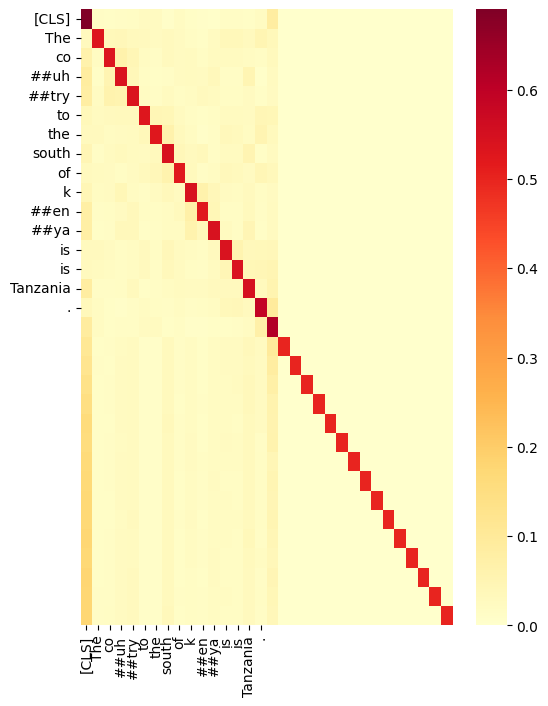 [CLS]
The
co
##uh
##try
to
the
south
of
k
##en
##ya
is
is
Tanzania
.
[CLS]
The
co
##uh
##try
to
the
south
of
k
##en
##ya
is
is
Tanzania
.
0.6
0.5
0.4
0.3
0.2
0.1
0.0